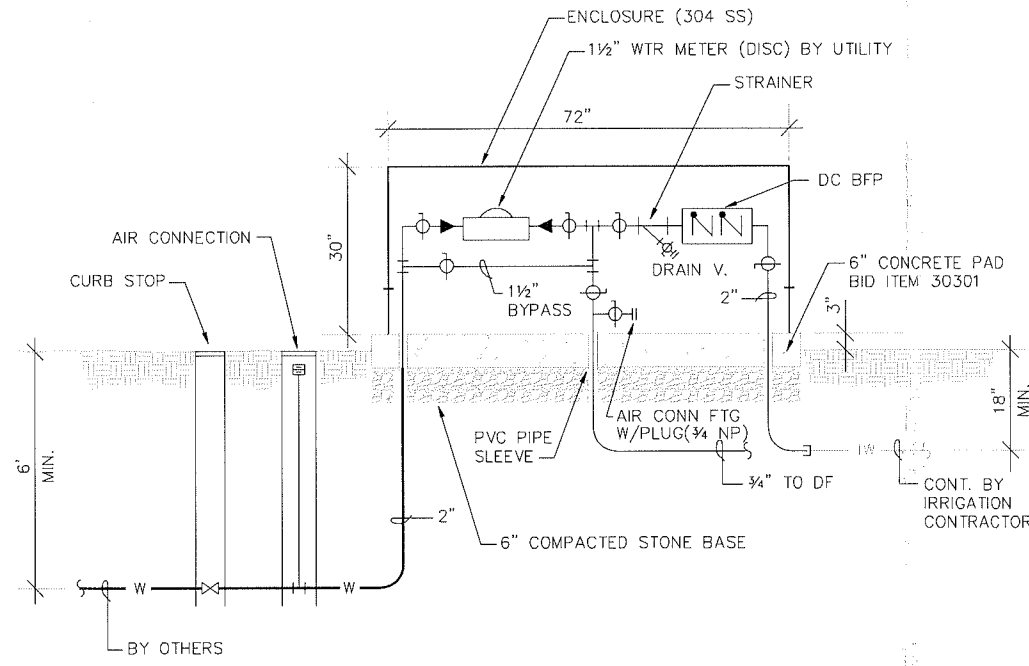 ENCLOSURE (304 SS)
1½" WTR METER (DISC) BY UTILITY
STRAINER
72"
DC BFP
30"
AIR CONNECTION
CURB STOP
DRAIN V.
1½"
BYPASS
2"
6" CONCRETE PAD
BID ITEM 30301
3"
18"
MIN.
6'
MIN.
PVC PIPE
SLEEVE
AIR CONN FTG
W/PLUG(¾ NP)
¾" TO DF
W
CONT. BY
IRRIGATION
CONTRACTOR
2"
6" COMPACTED STONE BASE
W
W
BY OTHERS